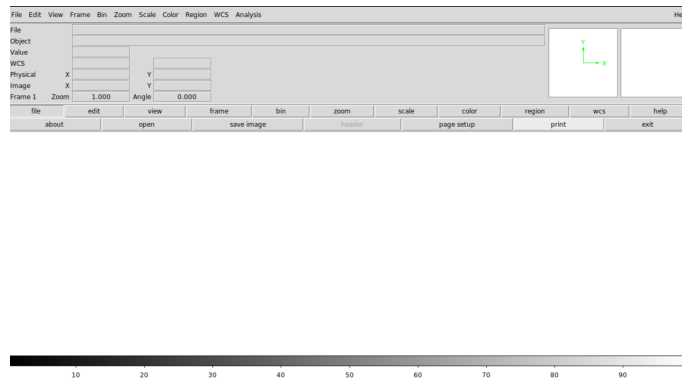 File Edit View Frame Bin Zoom Scale Color Region WCS Analysis He
File
Object
Value
WCS
Physical X Y
Image X Y
Frame 1 Zoom 1.000 Angle 0.000
Y
X
file edit view frame bin zoom scale color region wcs help
about open save image header page setup print exit
10 20 30 40 50 60 70 80 90